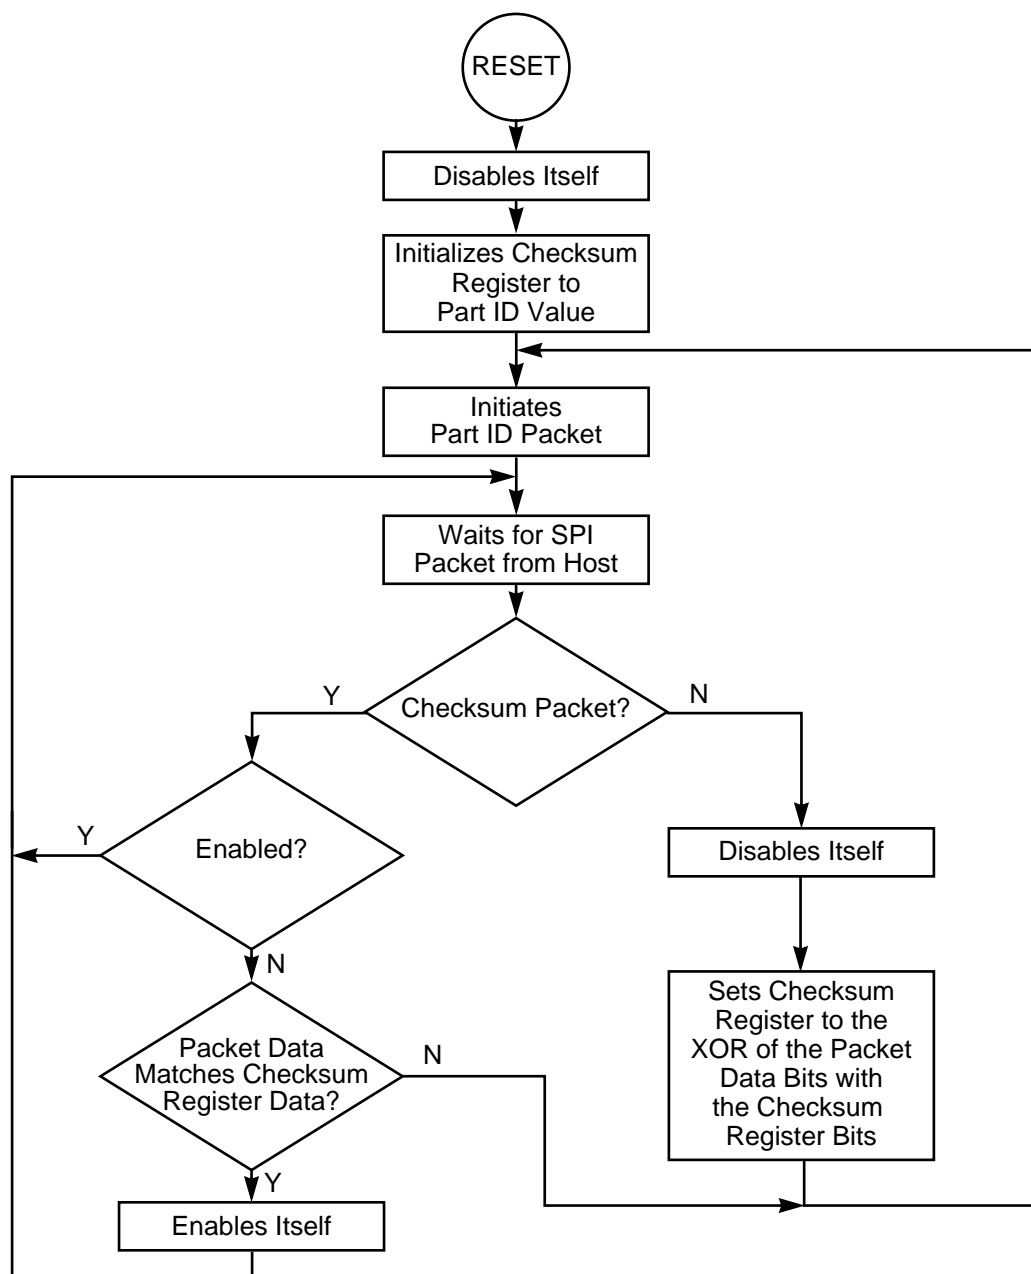 RESET
Disables Itself
Initializes Checksum
Register to
Part ID Value
Initiates
Part ID Packet
Waits for SPI
Packet from Host
Y
Checksum Packet?
N
Y
Enabled?
Disables Itself
N
Packet Data
Matches Checksum
Register Data?
N
Sets Checksum
Register to the
XOR of the Packet
Data Bits with
the Checksum
Register Bits
Y
Enables Itself